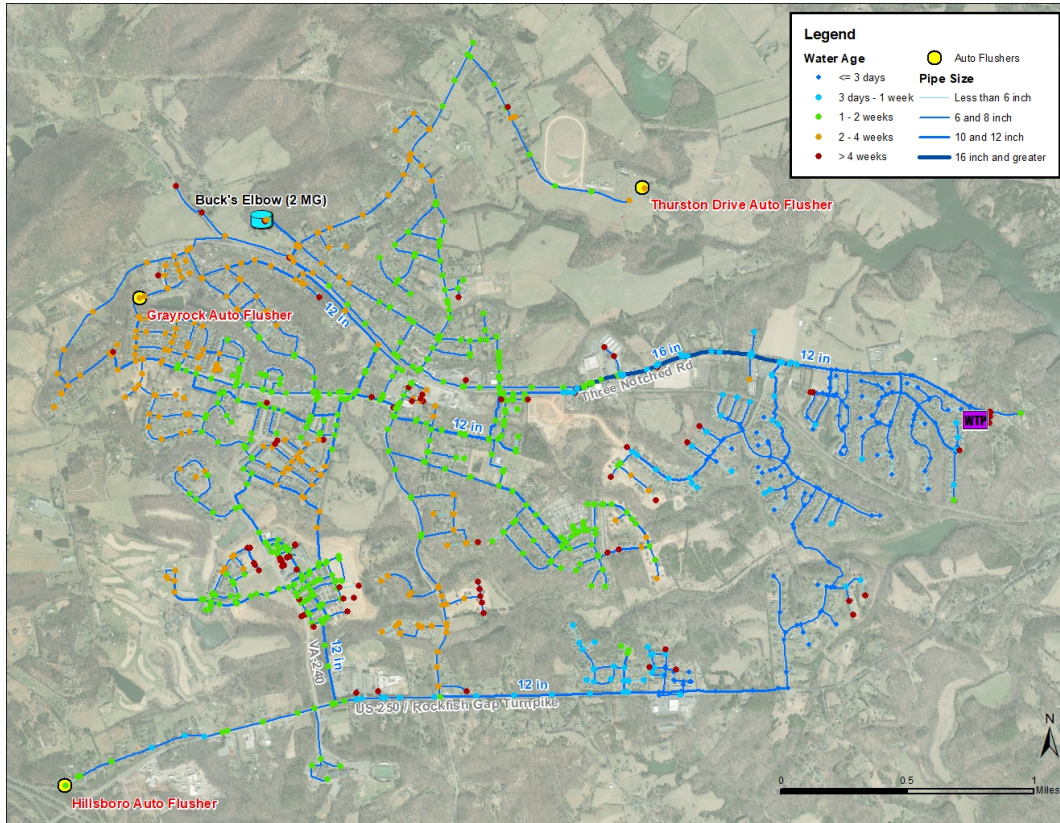 Legend
Water Age
<= 3 days
3 days - 1 week
1 - 2 weeks
2 - 4 weeks
> 4 weeks
Auto Flushers
Pipe Size
Less than 6 inch
6 and 8 inch
10 and 12 inch
16 inch and greater
Buck's Elbow (2 MG)
Thurston Drive Auto Flusher
Grayrock Auto Flusher
12 in
16 in
12 in
Three Notched Rd
WTP
12 in
VA-240
12 in
12 in
US-250 / Rockfish Gap Turnpike
Hillsboro Auto Flusher
N
0 0.5 1
Miles